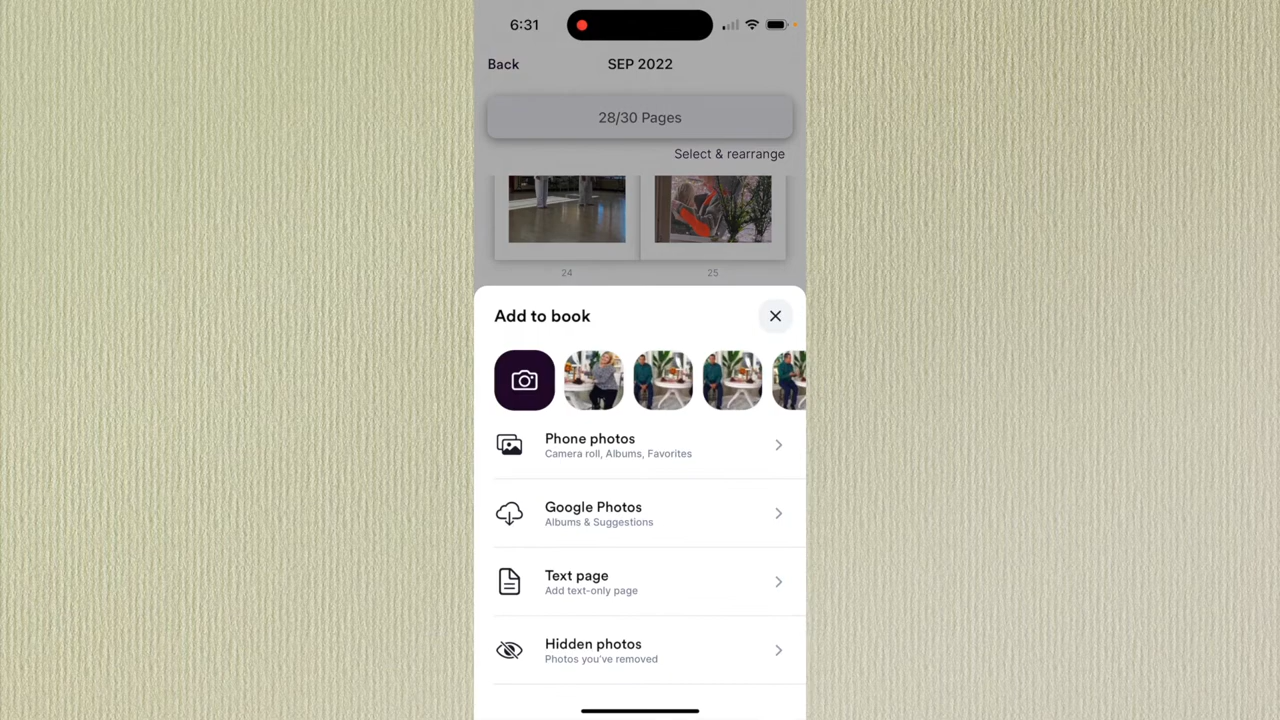 6:31
Back
SEP 2022
28/30 Pages
Select & rearrange
24
25
Add to book
Phone photos
Camera roll, Albums, Favorites
Google Photos
Albums & Suggestions
Text page
Add text-only page
Hidden photos
Photos you've removed